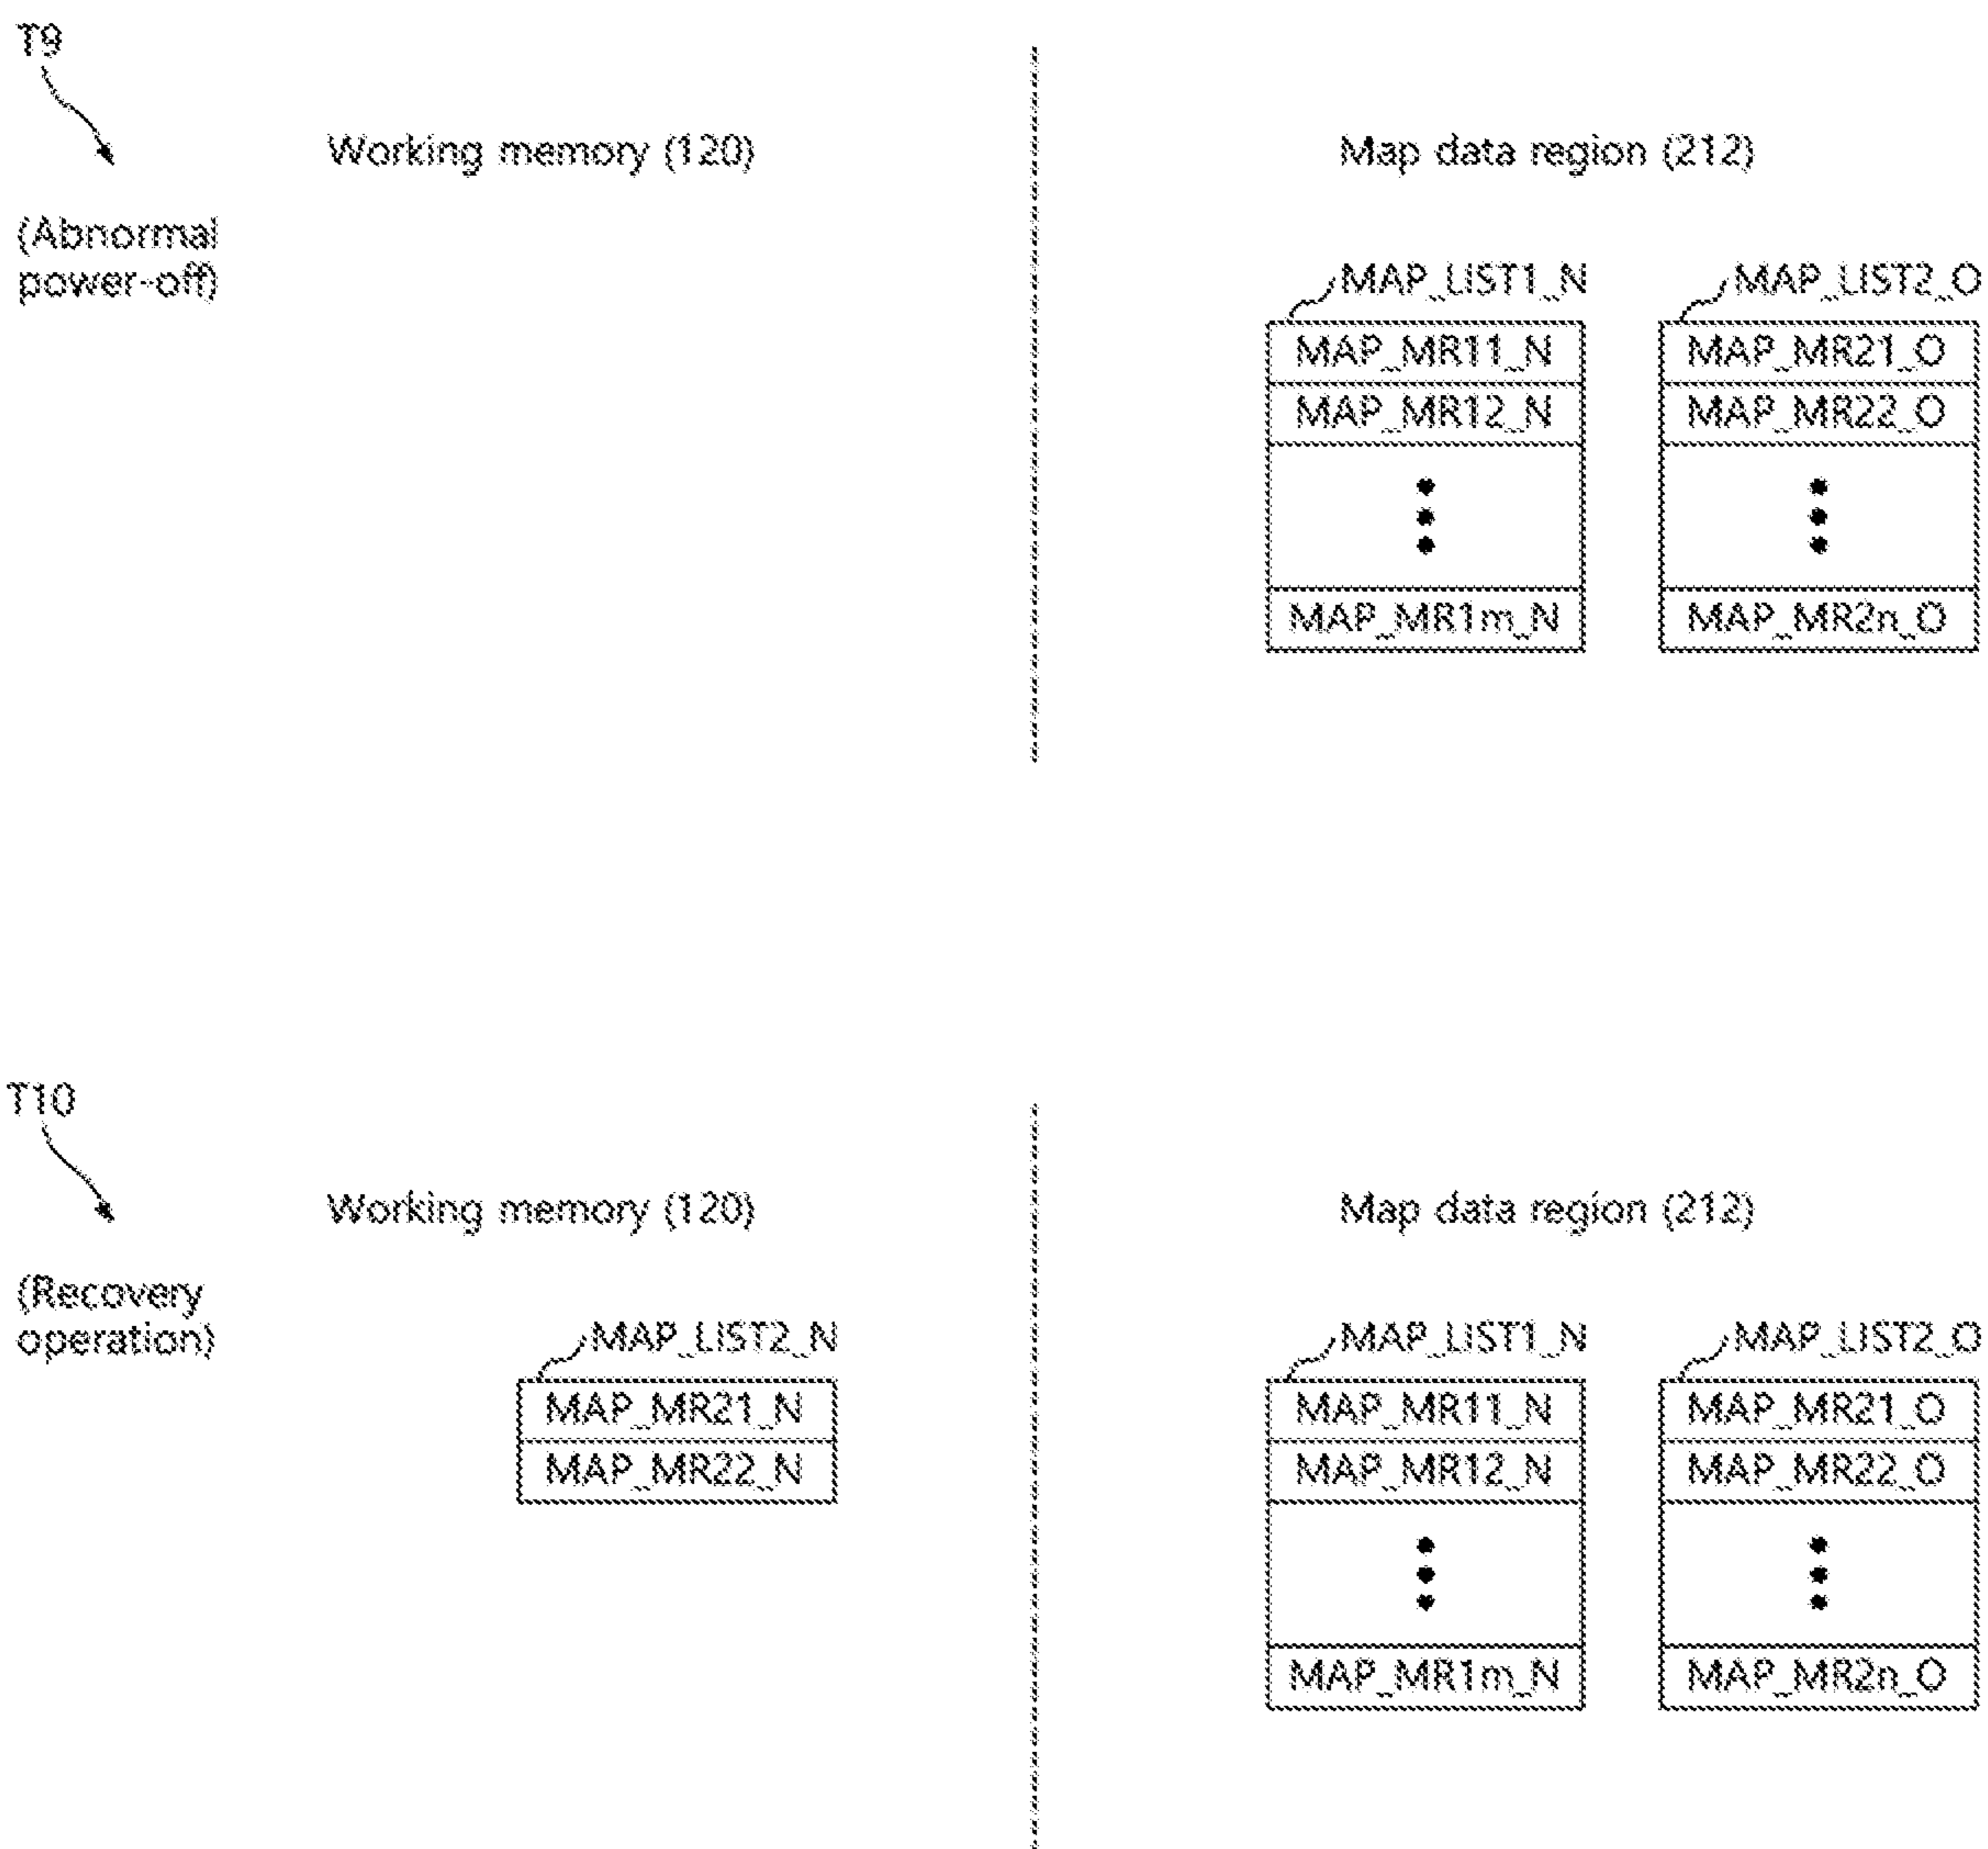 T9
Working memory (120)
Map data region (212)
(Abnormal
power-off)
MAP_LIST1_N
MAP_LIST2_O
MAP_MR11_N
MAP_MR21_O
MAP_MR12_N
MAP_MR22_O
MAP_MR1m_N
MAP_MR2n_O
T10
Working memory (120)
Map data region (212)
(Recovery
operation)
MAP_LIST2_N
MAP_LIST1_N
MAP_LIST2_O
MAP_MR21_N
MAP_MR11_N
MAP_MR21_O
MAP_MR22_N
MAP_MR12_N
MAP_MR22_O
MAP_MR1m_N
MAP_MR2n_O